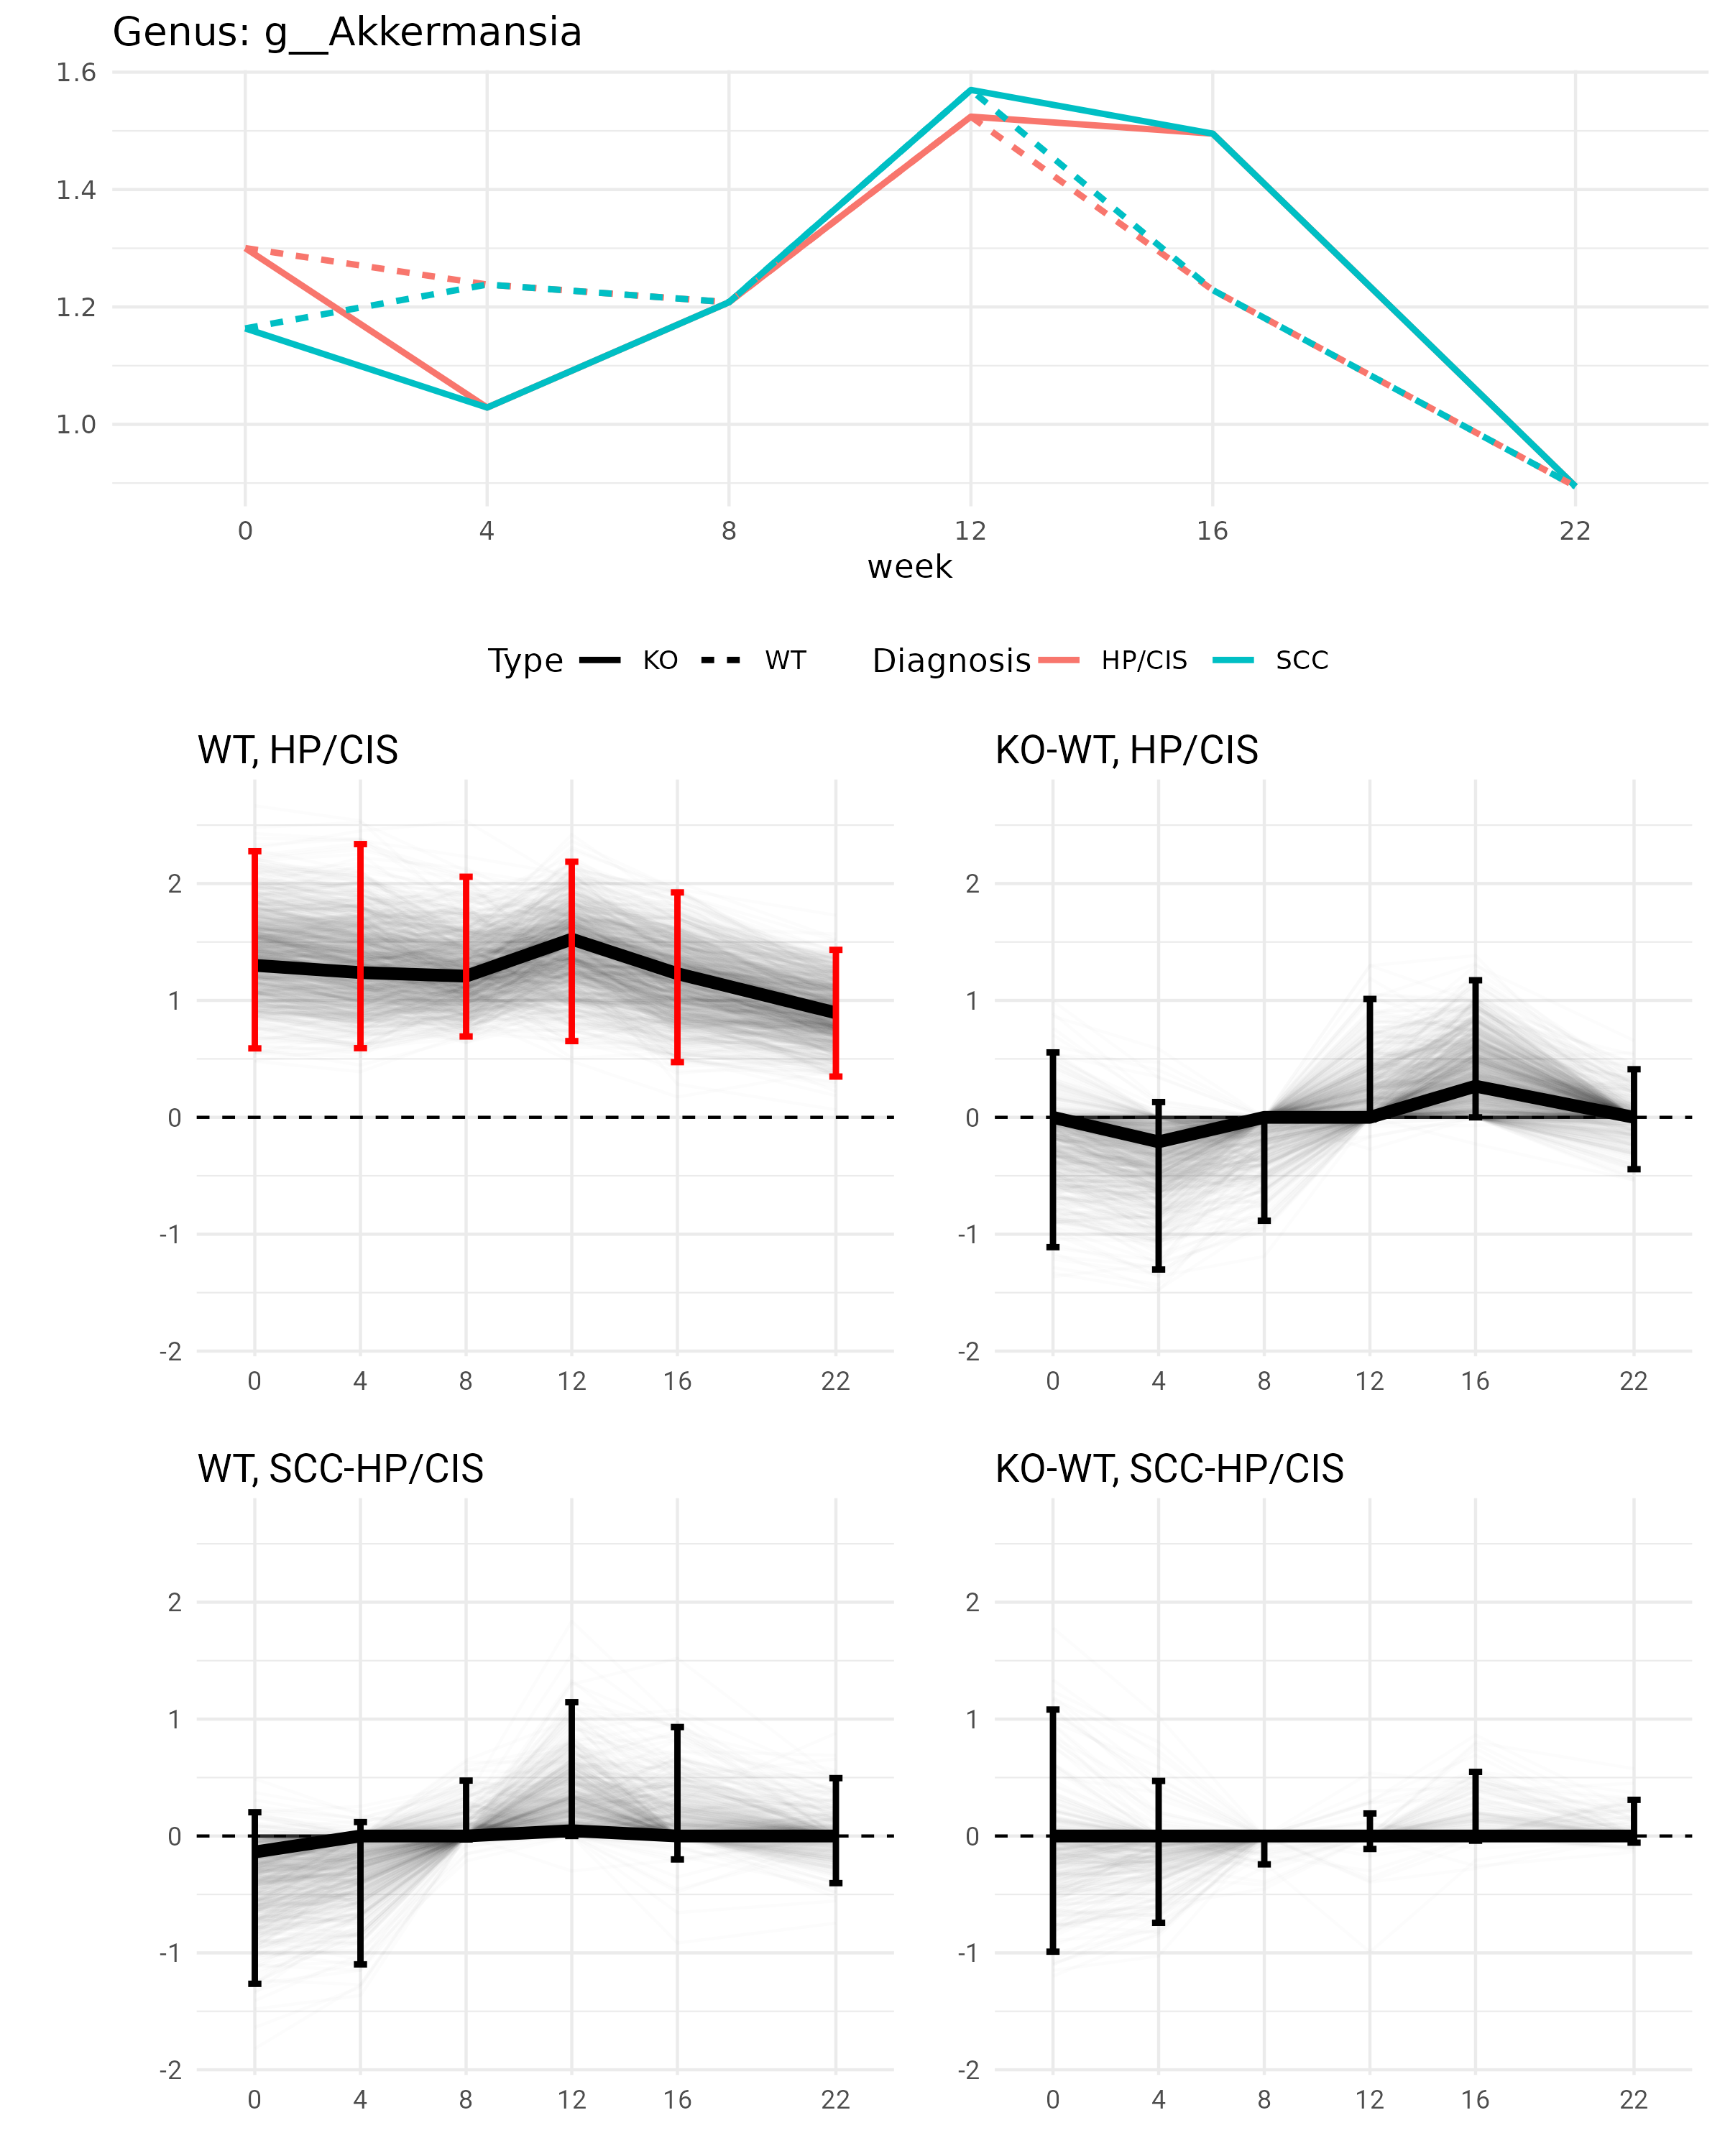 Genus: g__Akkermansia
1.6
1.4
1.2
1.0
0 4 8 12 16 22
week
Type KO WT Diagnosis HP/CIS SCC
WT, HP/CIS
2
1
0
-1
-2
0 4 8 12 16 22
KO-WT, HP/CIS
2
1
0
-1
-2
0 4 8 12 16 22
WT, SCC-HP/CIS
2
1
0
-1
-2
0 4 8 12 16 22
KO-WT, SCC-HP/CIS
2
1
0
-1
-2
0 4 8 12 16 22